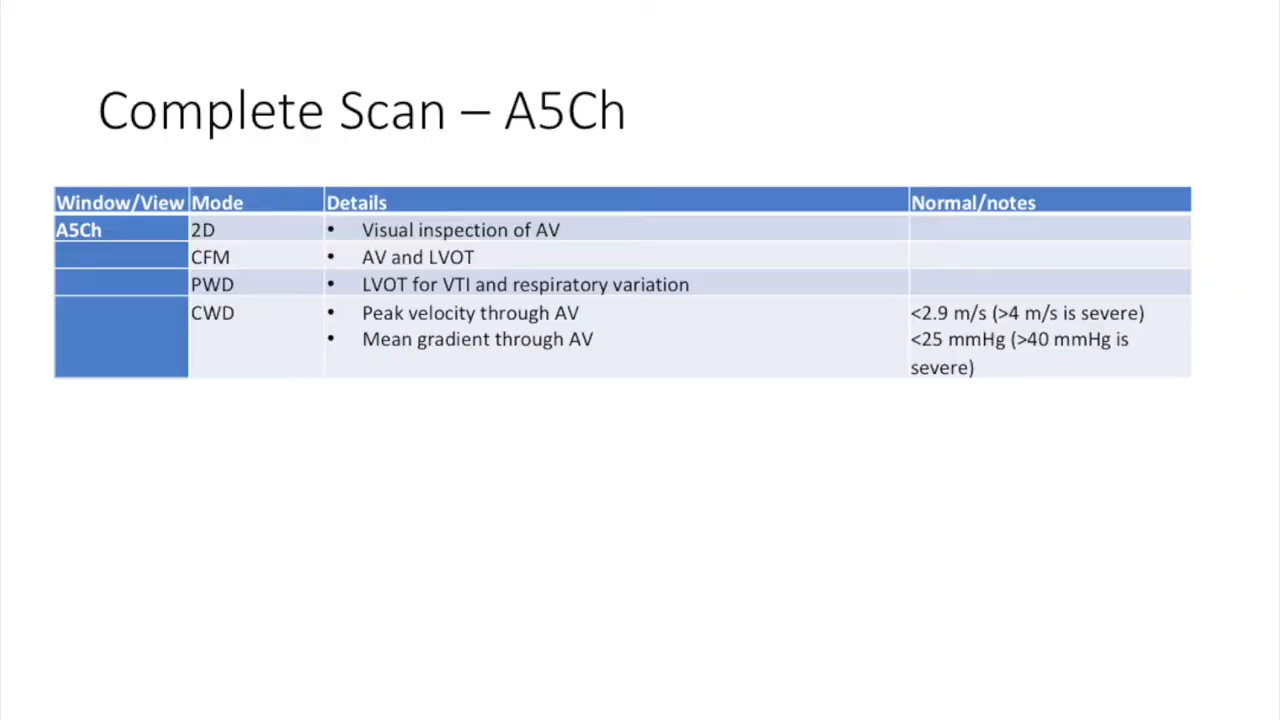 Complete Scan – A5Ch
Window/View Mode Details Normal/notes
A5Ch 2D • Visual inspection of AV
CFM • AV and LVOT
PWD • LVOT for VTI and respiratory variation
CWD • Peak velocity through AV <2.9 m/s (>4 m/s is severe)
• Mean gradient through AV <25 mmHg (>40 mmHg is
severe)